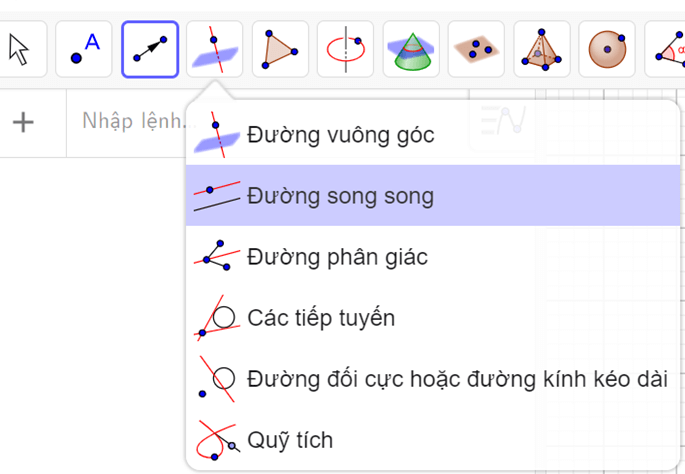 A
α
Nhập lệnh.
Đường vuông góc
Đường song song
Đường phân giác
Các tiếp tuyến
Đường đối cực hoặc đường kính kéo dài
Quỹ tích